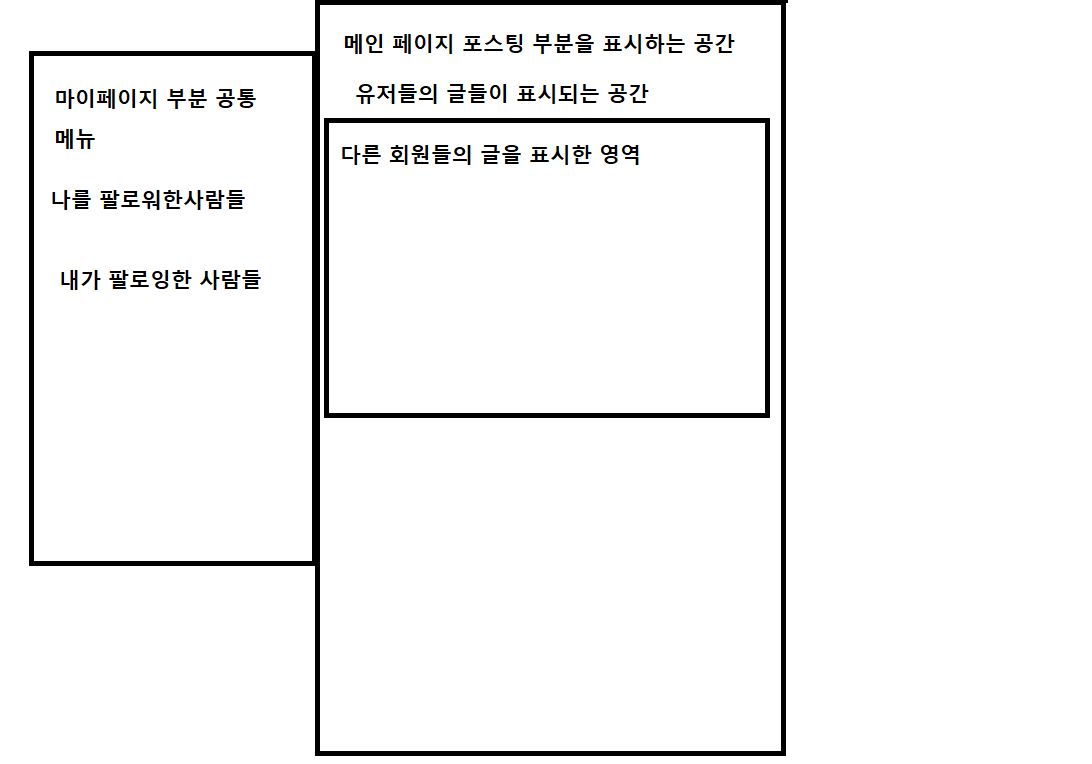 마이페이지 부분 공통
메뉴
나를 팔로워한사람들
내가 팔로잉한 사람들
메인 페이지 포스팅 부분을 표시하는 공간
유저들의 글들이 표시되는 공간
다른 회원들의 글을 표시한 영역